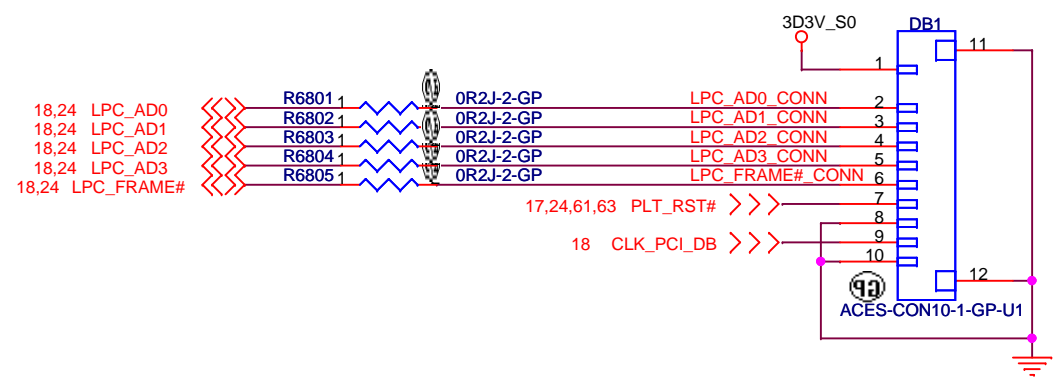 3D3V_S0 DB1
11
1
R6801 1 0R2J-2-GP LPC_AD0_CONN 2
18,24 LPC_AD0
R6802 1 0R2J-2-GP LPC_AD1_CONN 3
18,24 LPC_AD1
R6803 1 0R2J-2-GP LPC_AD2_CONN 4
18,24 LPC_AD2
R6804 1 0R2J-2-GP LPC_AD3_CONN 5
18,24 LPC_AD3
R6805 1 0R2J-2-GP LPC_FRAME#_CONN 6
18,24 LPC_FRAME#
17,24,61,63 PLT_RST# 7
8
18 CLK_PCI_DB 9
10
12
GP
ACES-CON10-1-GP-U1